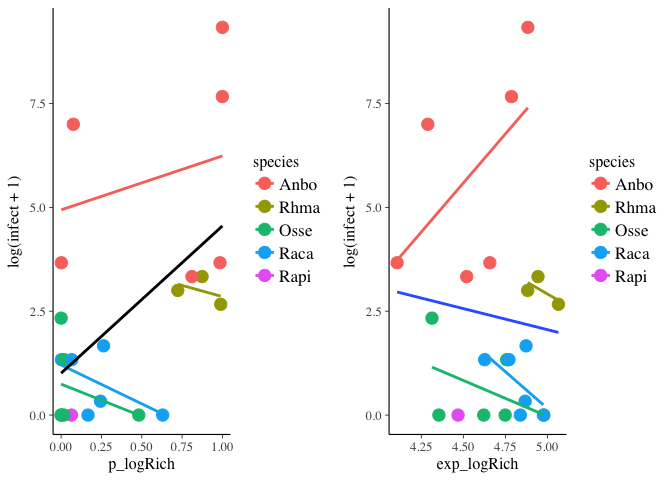 log(infect + 1)
7.5
5.0
2.5
0.0
0.00 0.25 0.50 0.75 1.00
p_logRich
species
Anbo
Rhma
Osse
Raca
Rapi
log(infect + 1)
7.5
5.0
2.5
0.0
4.25 4.50 4.75 5.00
exp_logRich
species
Anbo
Rhma
Osse
Raca
Rapi